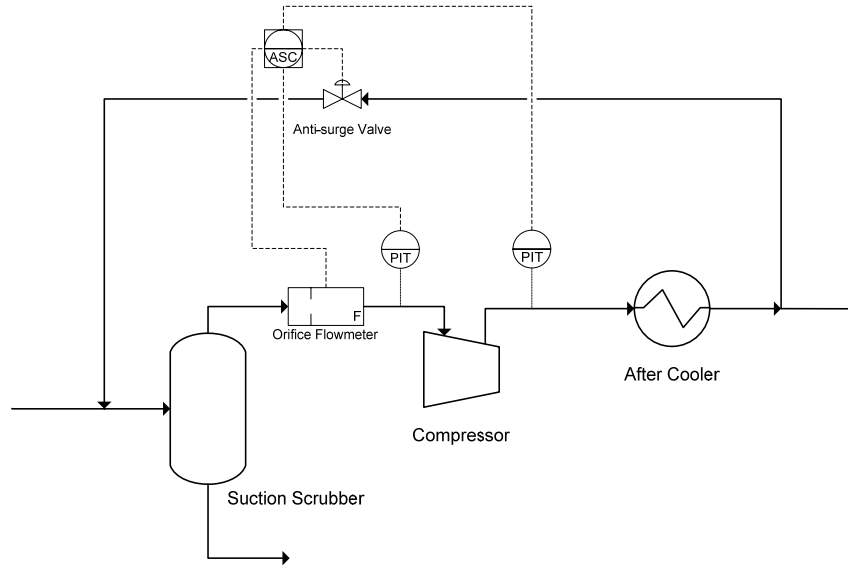 ASC
Anti-surge Valve
PIT
PIT
F
Orifice Flowmeter
After Cooler
Compressor
Suction Scrubber